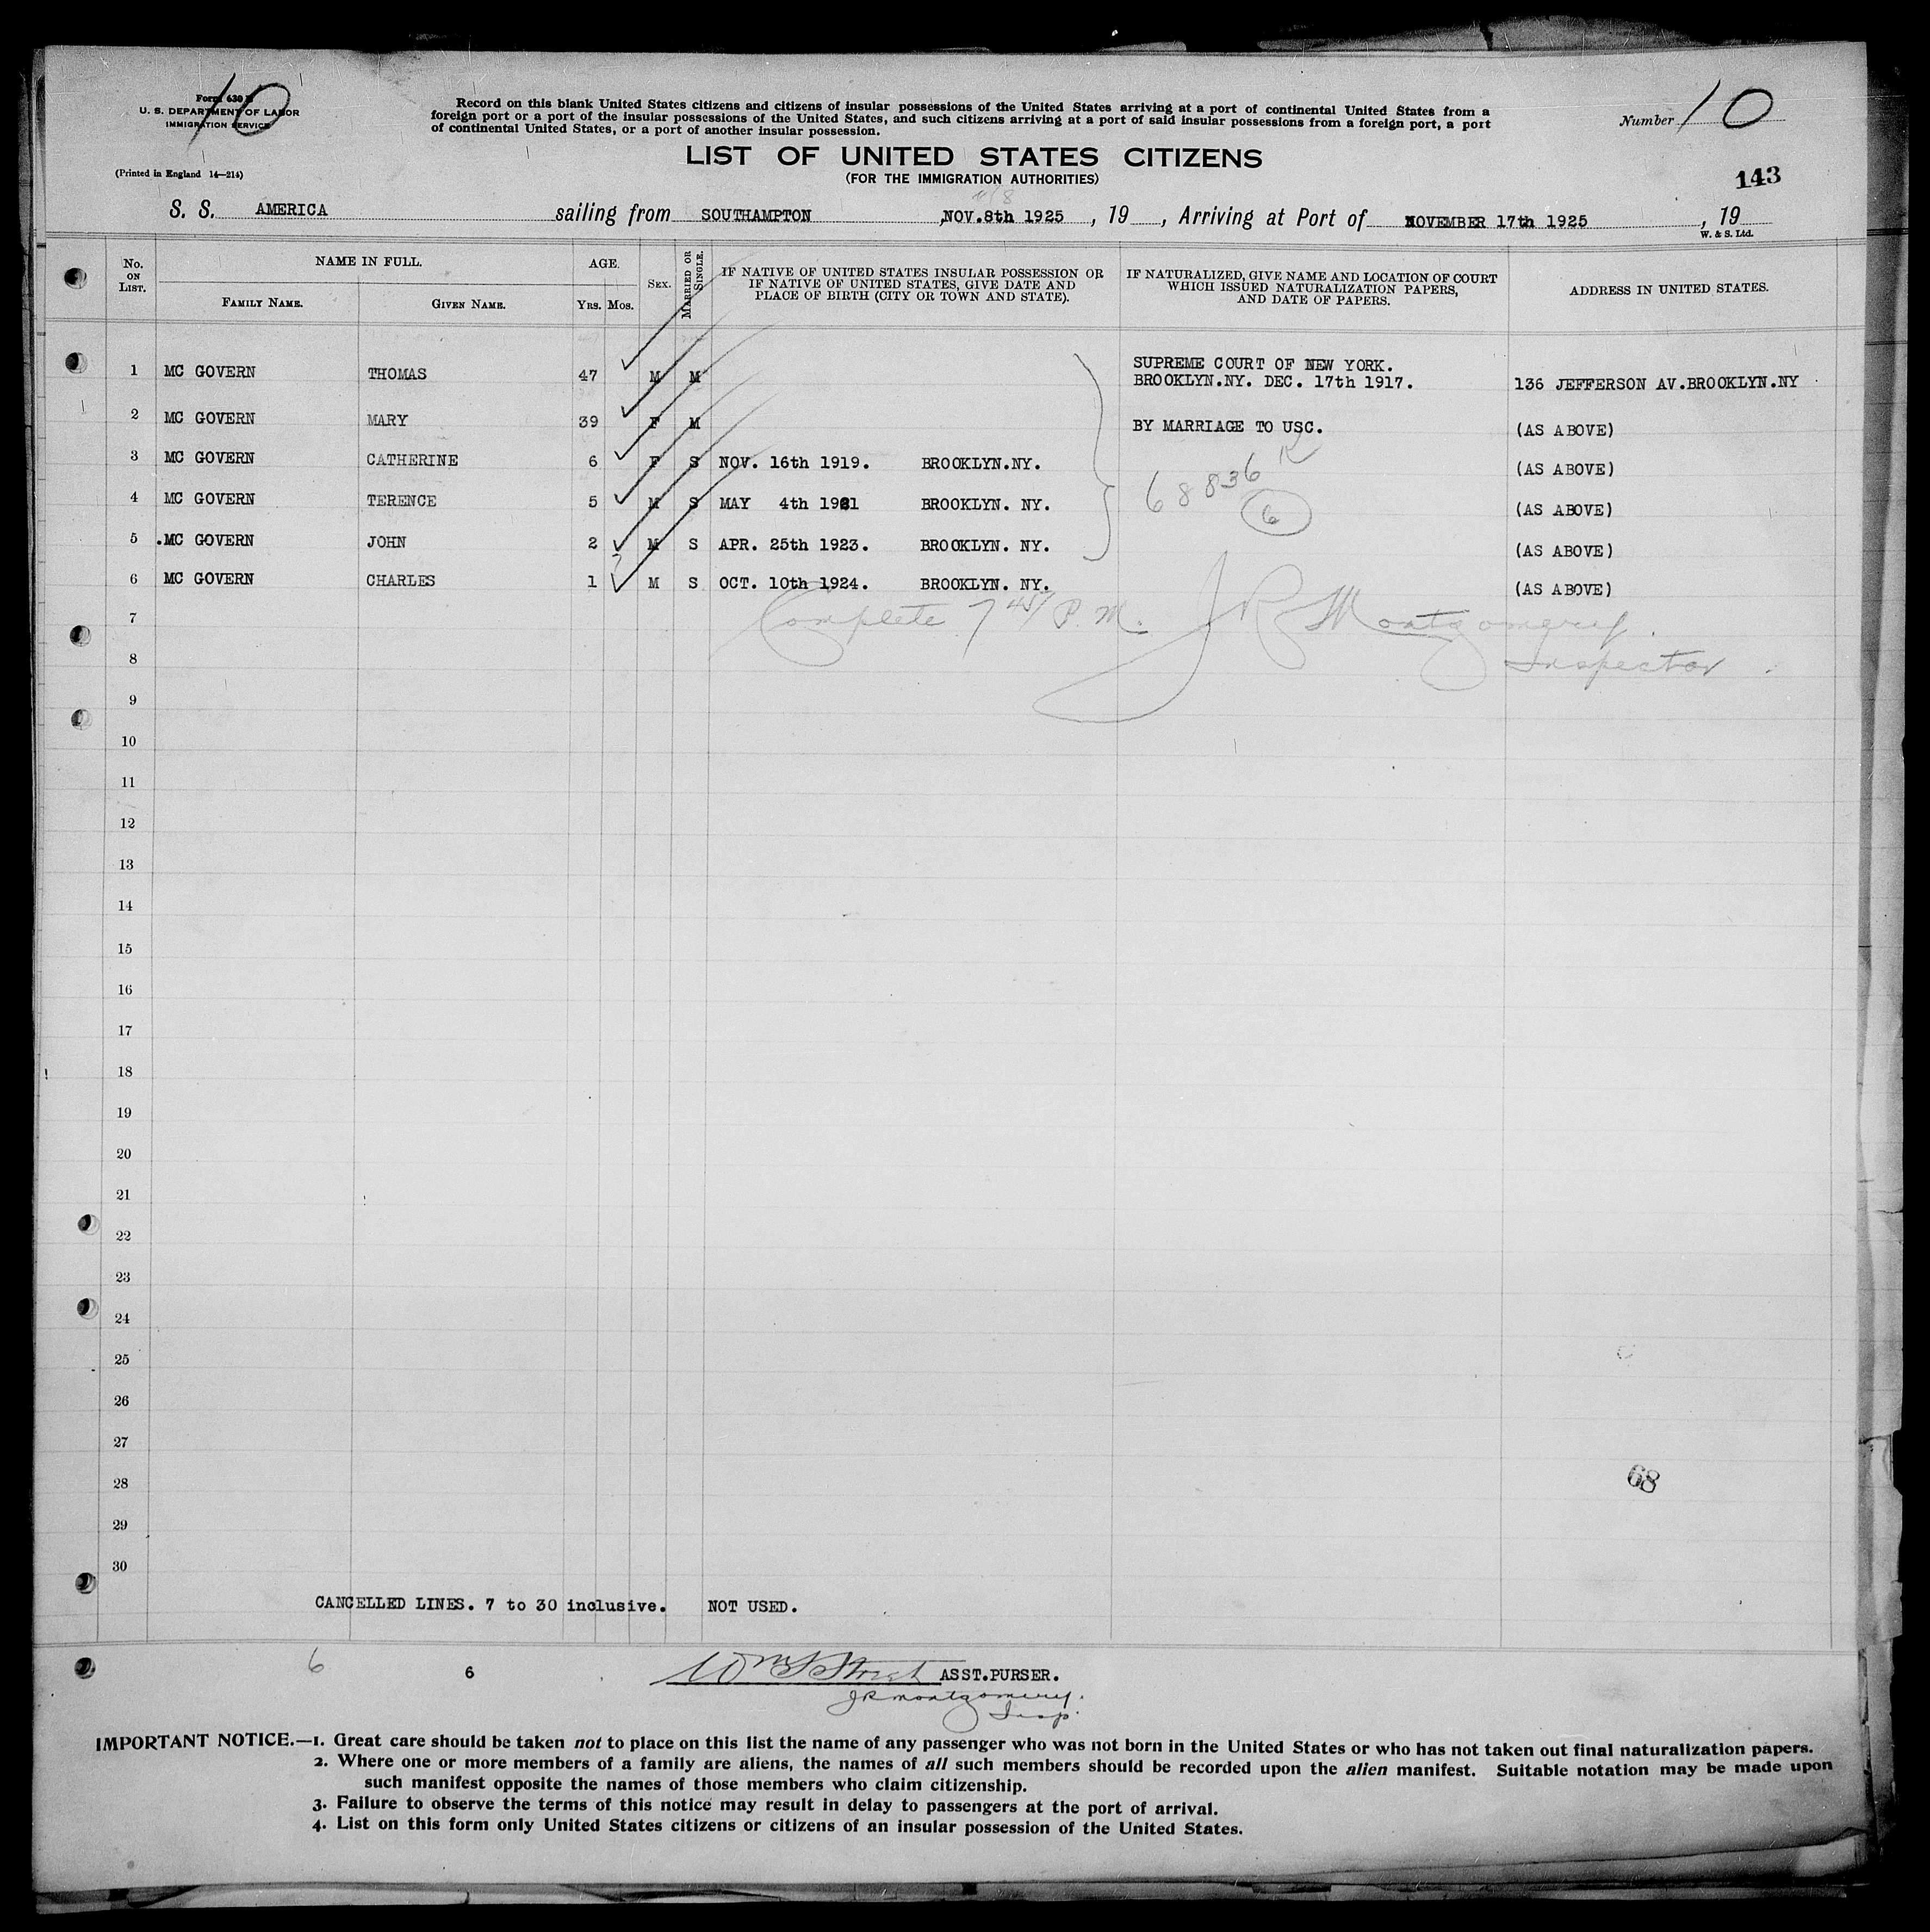 10
Form 630
U. S. DEPARTMENT OF LABOR
IMMIGRATION SERVICE
(Printed in England 14—214)
Record on this blank United States citizens and citizens of insular possessions of the United States arriving at a port of continental United States from a
foreign port or a port of the insular possessions of the United States, and such citizens arriving at a port of said insular possessions from a foreign port, a port
of continental United States, or a port of another insular possession.
Number 10
LIST OF UNITED STATES CITIZENS
(FOR THE IMMIGRATION AUTHORITIES)
143
S. S. AMERICA sailing from SOUTHAMPTON ,NOV.8th 1925 , 19 , Arriving at Port of NOVEMBER 17th 1925 , 19
W. & S. Ltd.
No. ON LIST. NAME IN FULL. AGE. SEX. MARRIED OR SINGLE. IF NATIVE OF UNITED STATES INSULAR POSSESSION OR IF NATIVE OF UNITED STATES, GIVE DATE AND PLACE OF BIRTH (CITY OR TOWN AND STATE). IF NATURALIZED, GIVE NAME AND LOCATION OF COURT WHICH ISSUED NATURALIZATION PAPERS, AND DATE OF PAPERS. ADDRESS IN UNITED STATES.
FAMILY NAME. GIVEN NAME. YRS. MOS.
SUPREME COURT OF NEW YORK.
1 MC GOVERN THOMAS 47 M M BROOKLYN.NY. DEC. 17th 1917. 136 JEFFERSON AV.BROOKLYN.NY
2 MC GOVERN MARY 39 F M BY MARRIAGE TO USC. (AS ABOVE)
3 MC GOVERN CATHERINE 6 F S NOV. 16th 1919. BROOKLYN.NY. (AS ABOVE)
68836
4 MC GOVERN TERENCE 5 M S MAY 4th 1921 BROOKLYN. NY. (AS ABOVE)
6
5 .MC GOVERN JOHN 2 M S APR. 25th 1923. BROOKLYN. NY. (AS ABOVE)
6 MC GOVERN CHARLES 1 M S OCT. 10th 1924. BROOKLYN. NY. (AS ABOVE)
7 Complete 7 45/ P. M. J R Montgomery.
8 Inspector
9
10
11
12
13
14
15
16
17
18
19
20
21
22
23
24
25
26
27
28
68
29
30
CANCELLED LINES. 7 to 30 inclusive. NOT USED.
6 6 ASST.PURSER.
J R Montgomery.
Insp.
IMPORTANT NOTICE.—1. Great care should be taken not to place on this list the name of any passenger who was not born in the United States or who has not taken out final naturalization papers.
2. Where one or more members of a family are aliens, the names of all such members should be recorded upon the alien manifest. Suitable notation may be made upon
such manifest opposite the names of those members who claim citizenship.
3. Failure to observe the terms of this notice may result in delay to passengers at the port of arrival.
4. List on this form only United States citizens or citizens of an insular possession of the United States.